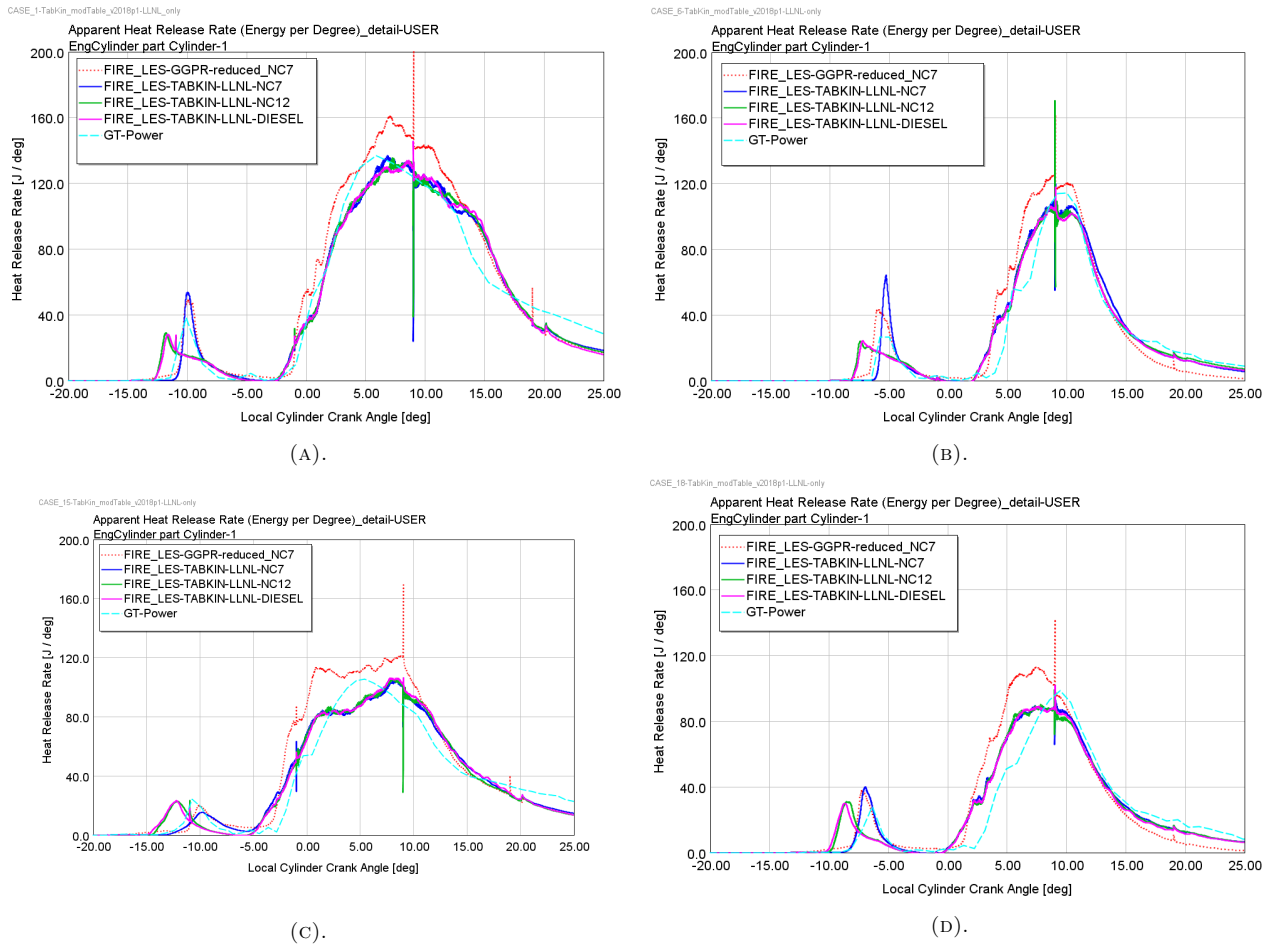 CASE_1-TabKin_modTable_v2018p1-LLNL_only
Apparent Heat Release Rate (Energy per Degree)_detail-USER
EngCylinder part Cylinder-1
200.0
160.0
120.0
80.0
40.0
0.0
Heat Release Rate [J / deg]
FIRE_LES-GGPR-reduced_NC7
FIRE_LES-TABKIN-LLNL-NC7
FIRE_LES-TABKIN-LLNL-NC12
FIRE_LES-TABKIN-LLNL-DIESEL
GT-Power
-20.00 -15.00 -10.00 -5.00 0.00 5.00 10.00 15.00 20.00 25.00
Local Cylinder Crank Angle [deg]
(A).
CASE_6-TabKin_modTable_v2018p1-LLNL-only
Apparent Heat Release Rate (Energy per Degree)_detail-USER
EngCylinder part Cylinder-1
200.0
160.0
120.0
80.0
40.0
0.0
Heat Release Rate [J / deg]
FIRE_LES-GGPR-reduced_NC7
FIRE_LES-TABKIN-LLNL-NC7
FIRE_LES-TABKIN-LLNL-NC12
FIRE_LES-TABKIN-LLNL-DIESEL
GT-Power
-20.00 -15.00 -10.00 -5.00 0.00 5.00 10.00 15.00 20.00 25.00
Local Cylinder Crank Angle [deg]
(B).
CASE_15-TabKin_modTable_v2018p1-LLNL-only
Apparent Heat Release Rate (Energy per Degree)_detail-USER
EngCylinder part Cylinder-1
200.0
160.0
120.0
80.0
40.0
0.0
Heat Release Rate [J / deg]
FIRE_LES-GGPR-reduced_NC7
FIRE_LES-TABKIN-LLNL-NC7
FIRE_LES-TABKIN-LLNL-NC12
FIRE_LES-TABKIN-LLNL-DIESEL
GT-Power
-20.00 -15.00 -10.00 -5.00 0.00 5.00 10.00 15.00 20.00 25.00
Local Cylinder Crank Angle [deg]
(C).
CASE_18-TabKin_modTable_v2018p1-LLNL-only
Apparent Heat Release Rate (Energy per Degree)_detail-USER
EngCylinder part Cylinder-1
200.0
160.0
120.0
80.0
40.0
0.0
Heat Release Rate [J / deg]
FIRE_LES-GGPR-reduced_NC7
FIRE_LES-TABKIN-LLNL-NC7
FIRE_LES-TABKIN-LLNL-NC12
FIRE_LES-TABKIN-LLNL-DIESEL
GT-Power
-20.00 -15.00 -10.00 -5.00 0.00 5.00 10.00 15.00 20.00 25.00
Local Cylinder Crank Angle [deg]
(D).